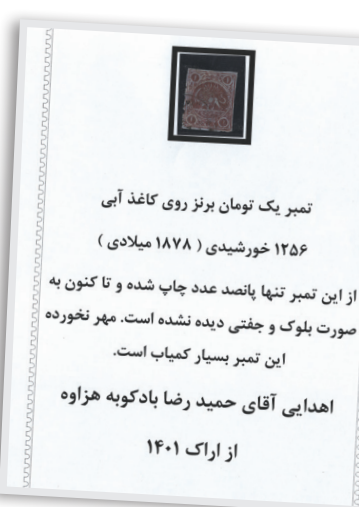 تمبر یک تومان برنز روی کاغذ آبی
۱۲۵۶ خورشیدی ( ۱۸۷۸ میلادی )
از این تمبر تنها پانصد عدد چاپ شده و تا کنون به
صورت بلوک و جفتی دیده نشده است. مهر نخورده
این تمبر بسیار کمیاب است.
اهدایی آقای حمید رضا بادکوبه هزاوه
از اراک ۱۴۰۱